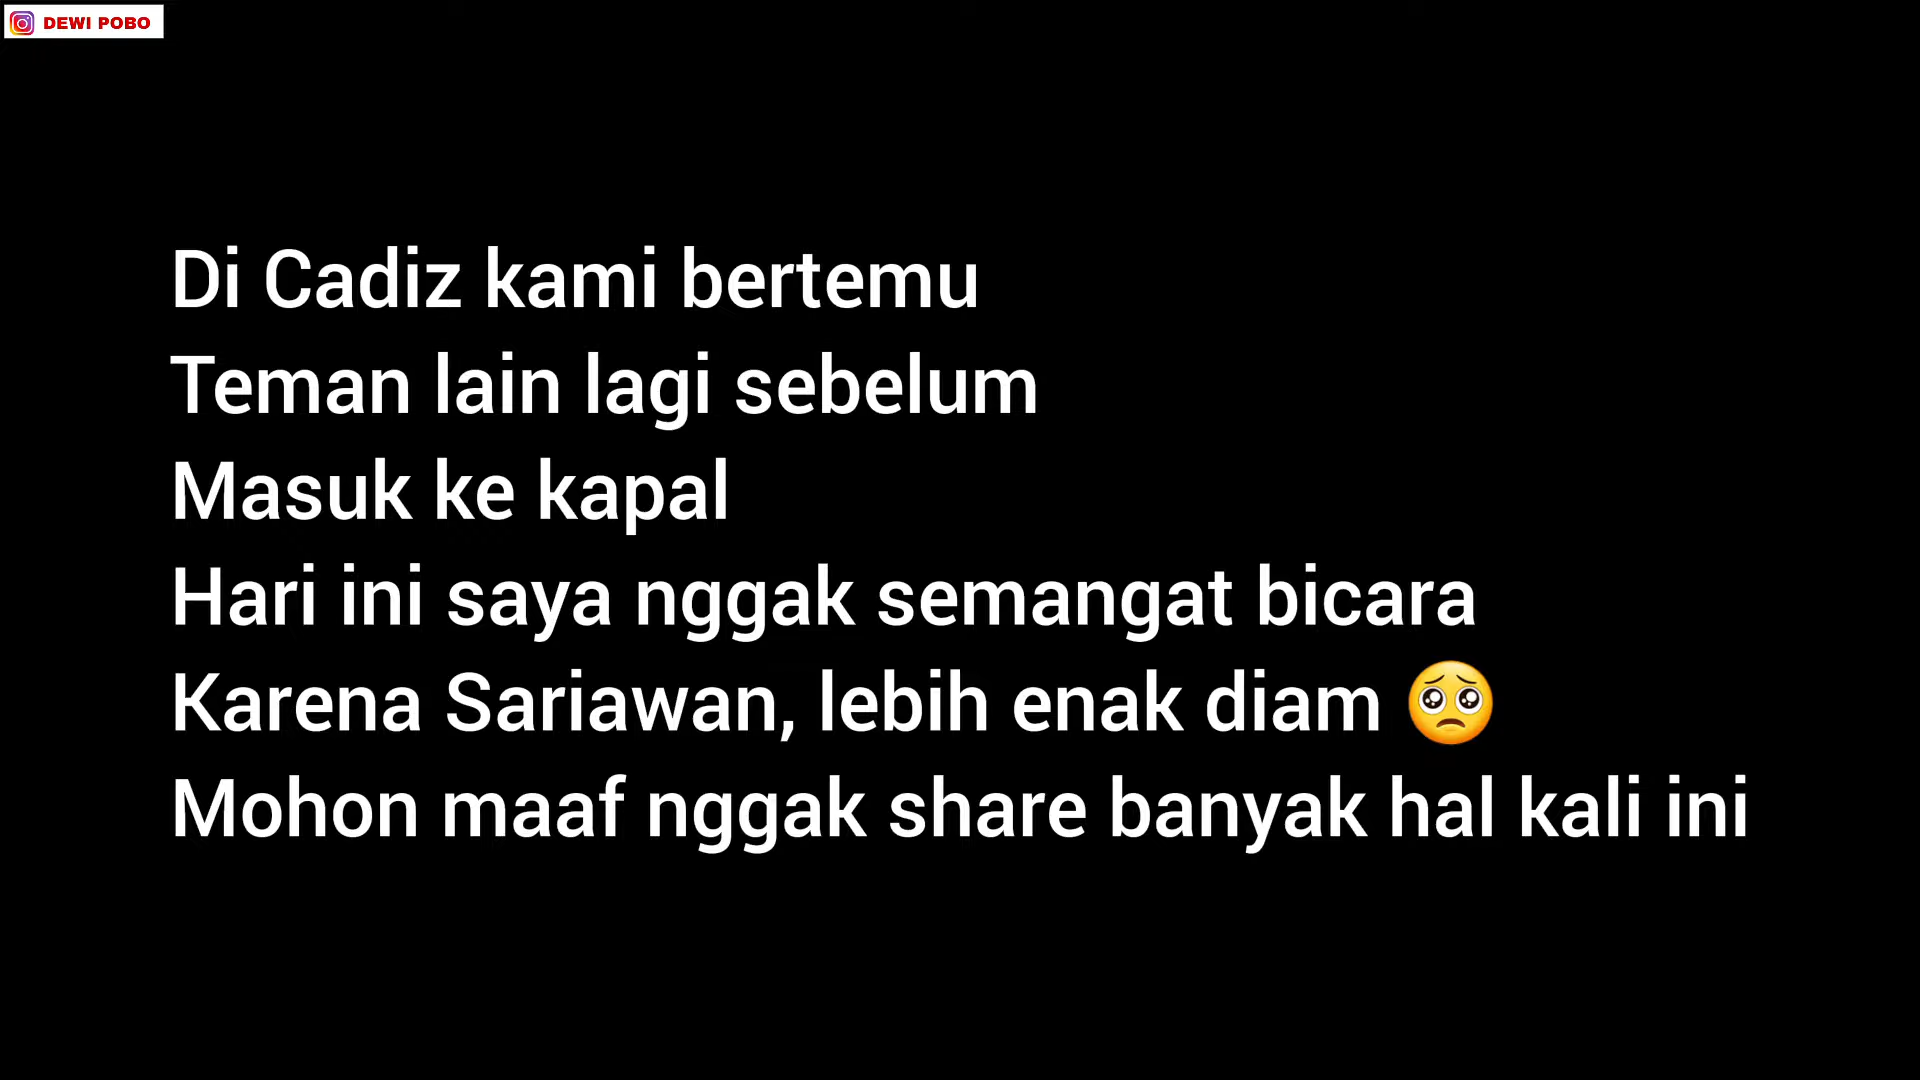 DEWI POBO
Di Cadiz kami bertemu
Teman lain lagi sebelum
Masuk ke kapal
Hari ini saya nggak semangat bicara
Karena Sariawan, lebih enak diam 🥺
Mohon maaf nggak share banyak hal kali ini